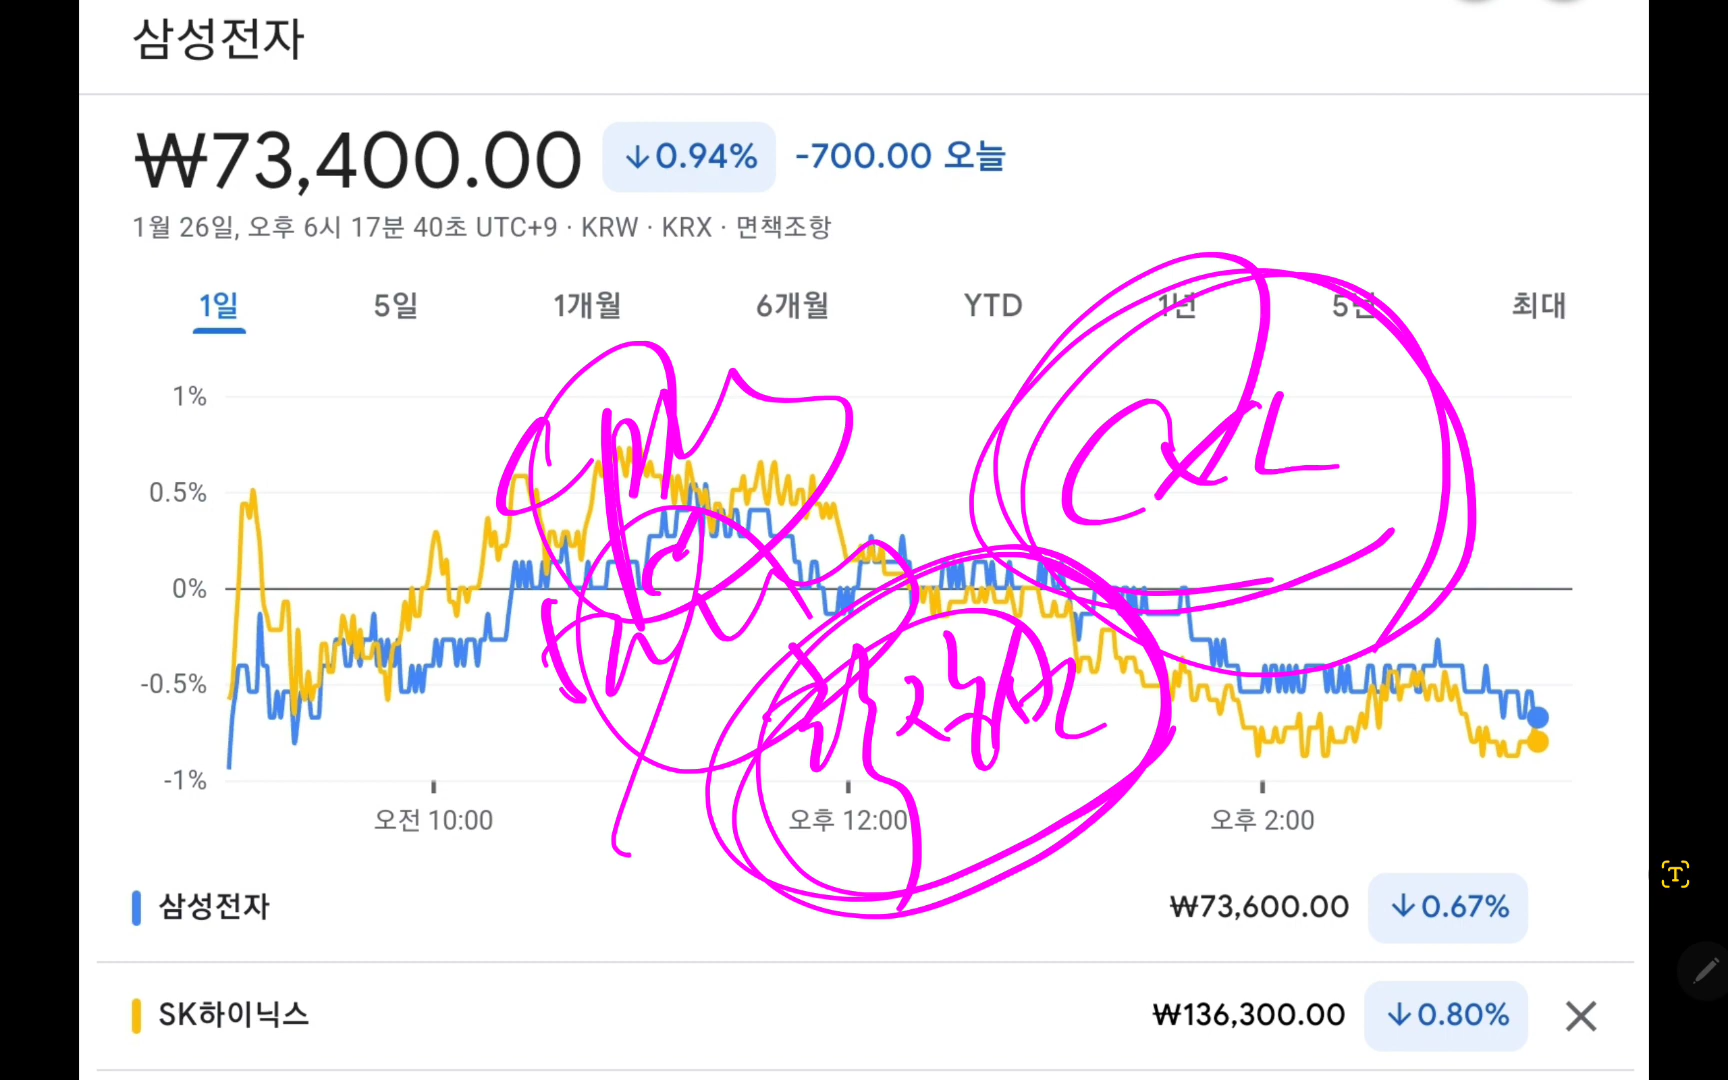 삼성전자
₩73,400.00 ↓0.94% -700.00 오늘
1월 26일, 오후 6시 17분 40초 UTC+9 · KRW · KRX · 면책조항
1일 5일 1개월 6개월 YTD 1년 5년 최대
1%
0.5%
0%
-0.5%
-1%
오전 10:00 오후 12:00 오후 2:00
삼성전자 ₩73,600.00 ↓0.67%
SK하이닉스 ₩136,300.00 ↓0.80%